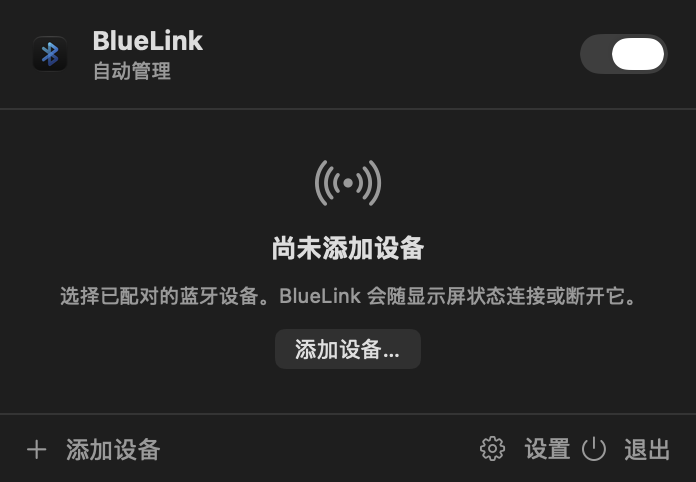 BlueLink
自动管理
尚未添加设备
选择已配对的蓝牙设备。BlueLink 会随显示屏状态连接或断开它。
添加设备...
添加设备
设置
退出